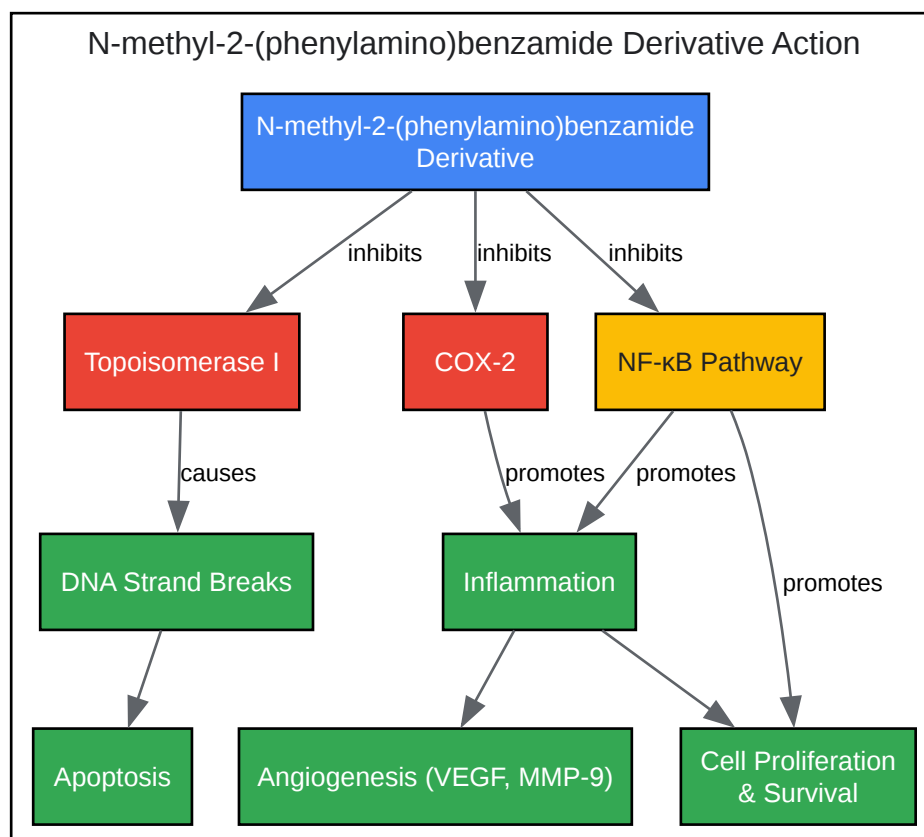 N-methyl-2-(phenylamino)benzamide Derivative Action
N-methyl-2-(phenylamino)benzamide
Derivative
inhibits
inhibits
inhibits
Topoisomerase I
COX-2
NF-κB Pathway
causes
promotes
promotes
DNA Strand Breaks
Inflammation
promotes
Apoptosis
Angiogenesis (VEGF, MMP-9)
Cell Proliferation
& Survival